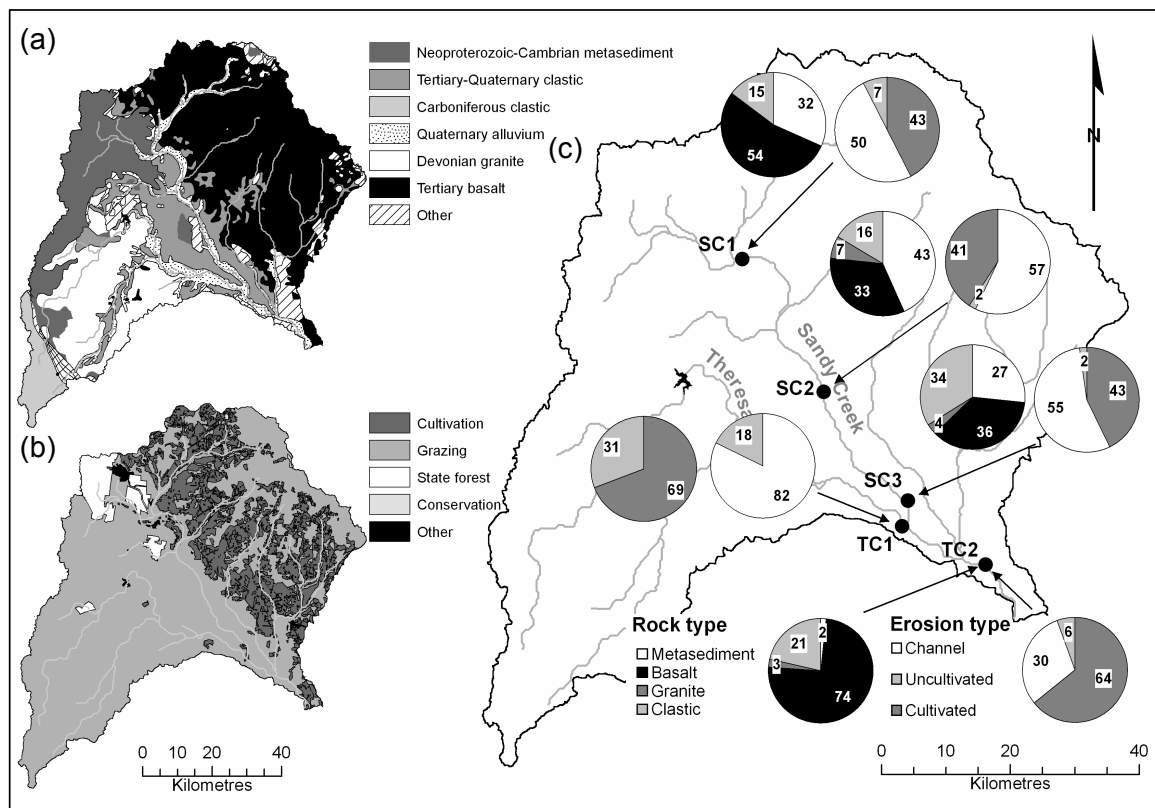 (a)
Neoproterozoic-Cambrian metasediment
Tertiary-Quaternary clastic
Carboniferous clastic
Quaternary alluvium
Devonian granite
Tertiary basalt
Other
(b)
Cultivation
Grazing
State forest
Conservation
Other
0 10 20 40
Kilometres
(c)
N
15
32
54
7
43
50
SC1
16
43
7
33
41
57
2
Sandy Creek
Theresa
SC2
34
27
4
36
2
43
55
31
69
18
82
SC3
TC1
TC2
Rock type
Metasediment
Basalt
Granite
Clastic
21
2
3
74
Erosion type
Channel
Uncultivated
Cultivated
6
30
64
0 10 20 40
Kilometres